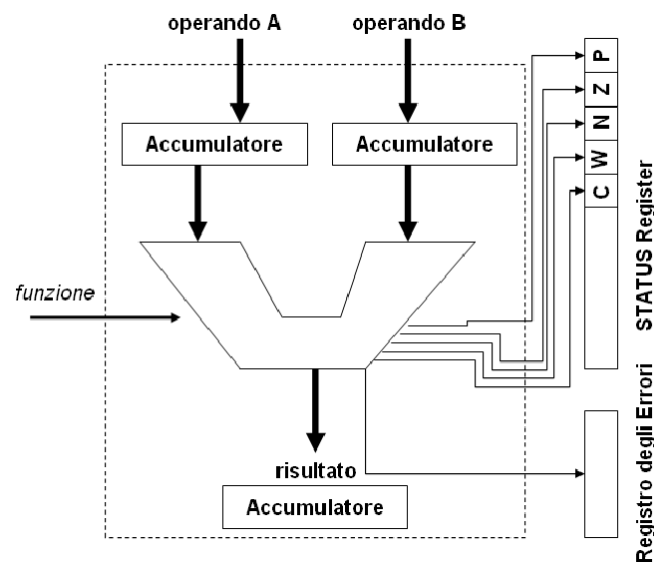 operando A
operando B
P
Z
N
W
C
Accumulatore
Accumulatore
STATUS Register
funzione
risultato
Accumulatore
Registro degli Errori